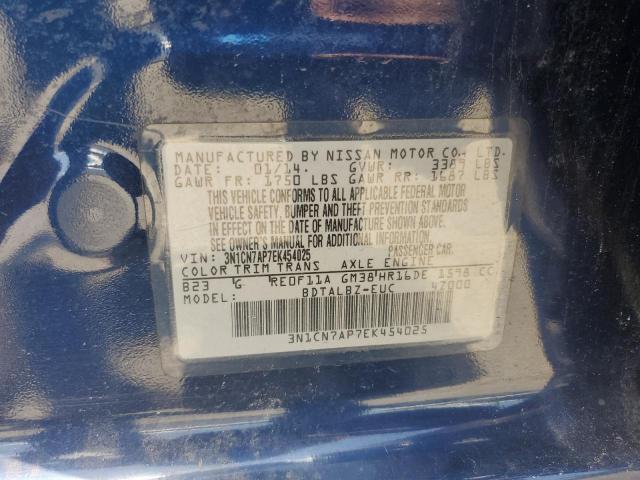 MANUFACTURED BY NISSAN MOTOR CO., LTD.
DATE: 01/14. GVWR: 3389 LBS
GAWR FR: 1750 LBS GAWR RR: 1687 LBS
THIS VEHICLE CONFORMS TO ALL APPLICABLE FEDERAL MOTOR
VEHICLE SAFETY, BUMPER AND THEFT PREVENTION STANDARDS
IN EFFECT ON THE DATE OF MANUFACTURE SHOWN ABOVE.
SEE OWNER'S MANUAL FOR ADDITIONAL INFORMATION.
VIN: 3N1CN7AP7EK454025 PASSENGER CAR.
COLOR TRIM TRANS AXLE ENGINE
B23 G RE0F11A GM38 HR16DE 1598 CC
MODEL: BDTALBZ-EUC 47000
3N1CN7AP7EK454025